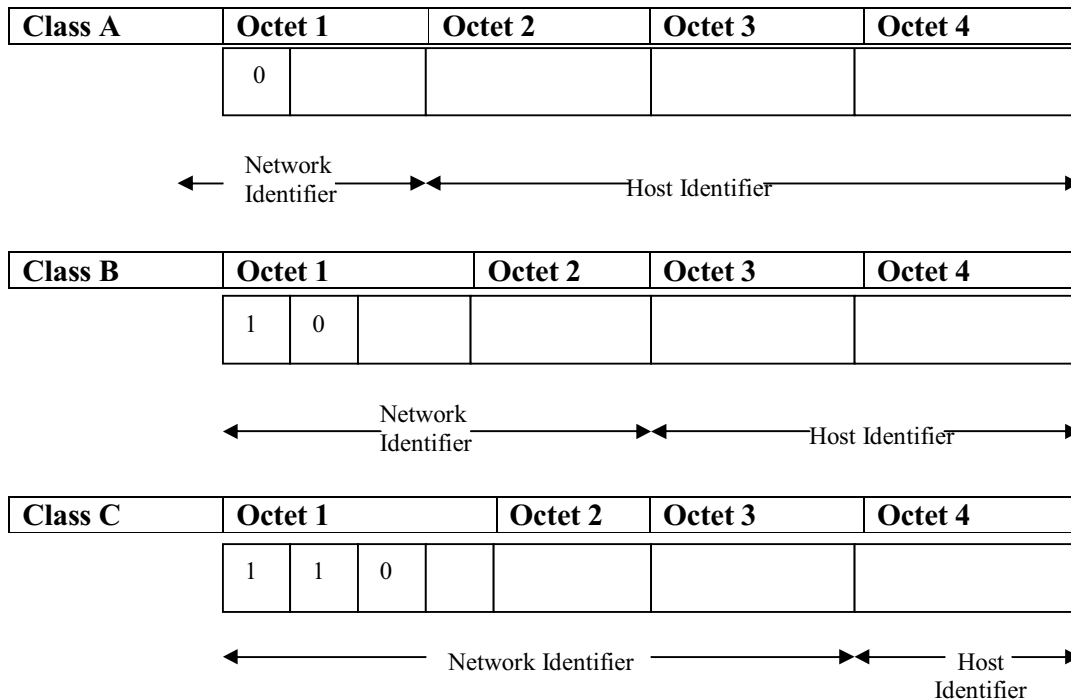 Class A Octet 1 Octet 2 Octet 3 Octet 4
0
Network
Identifier
Host Identifier
Class B Octet 1 Octet 2 Octet 3 Octet 4
1 0
Network
Identifier
Host Identifier
Class C Octet 1 Octet 2 Octet 3 Octet 4
1 1 0
Network Identifier
Host
Identifier